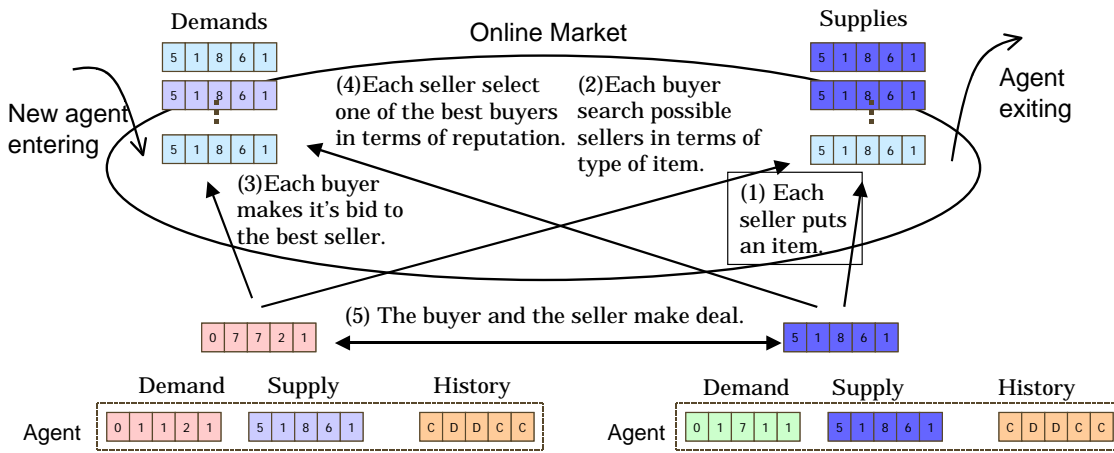 Demands
Online Market
Supplies
5 1 8 6 1
5 1 8 6 1
5 1 8 6 1
5 1 8 6 1
New agent
entering
(4)Each seller select
one of the best buyers
in terms of reputation.
(2)Each buyer
search possible
sellers in terms of
type of item.
Agent
exiting
5 1 8 6 1
5 1 8 6 1
(3)Each buyer
makes it's bid to
the best seller.
(1) Each
seller puts
an item.
(5) The buyer and the seller make deal.
0 7 7 2 1
5 1 8 6 1
Demand Supply History
Agent 0 1 1 2 1 5 1 8 6 1 C D D C C
Demand Supply History
Agent 0 1 7 1 1 5 1 8 6 1 C D D C C